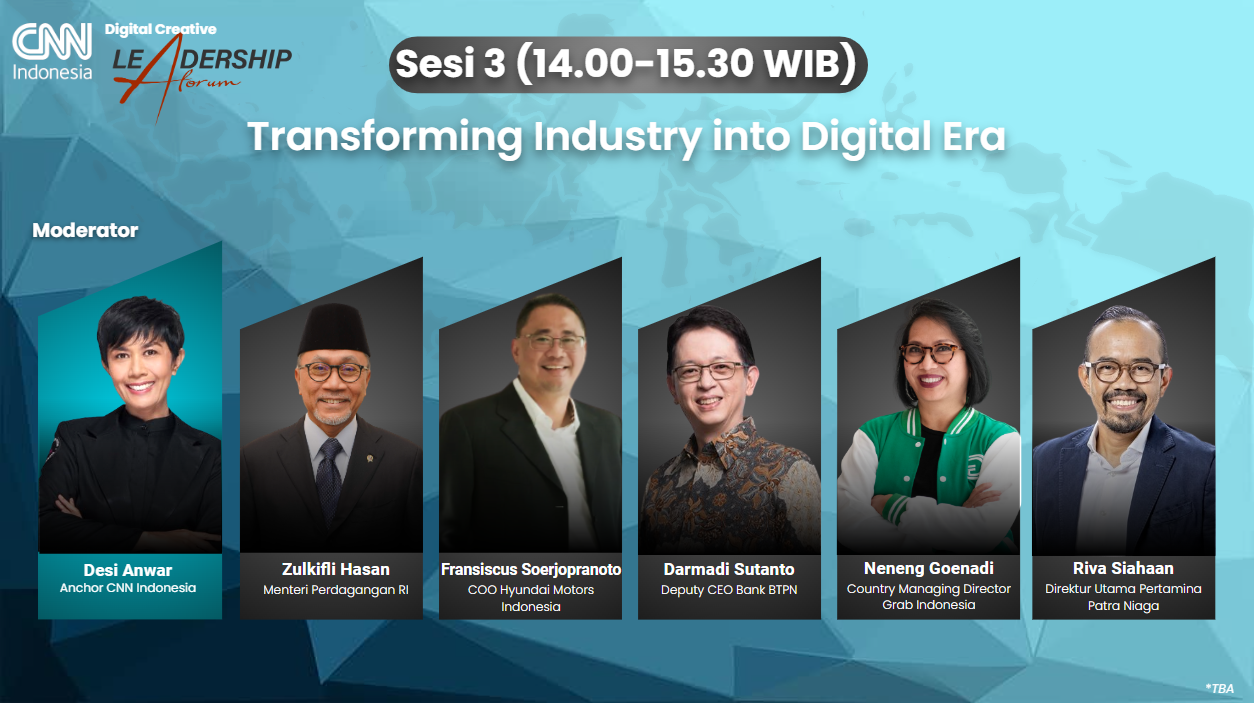 CNN
Indonesia
Digital Creative
LEADERSHIP
forum
Sesi 3 (14.00-15.30 WIB)
Transforming Industry into Digital Era
Moderator
Desi Anwar
Anchor CNN Indonesia
Zulkifli Hasan
Menteri Perdagangan RI
Fransiscus Soerjopranoto
COO Hyundai Motors
Indonesia
Darmadi Sutanto
Deputy CEO Bank BTPN
Neneng Goenadi
Country Managing Director
Grab Indonesia
Riva Siahaan
Direktur Utama Pertamina
Patra Niaga
*TBA